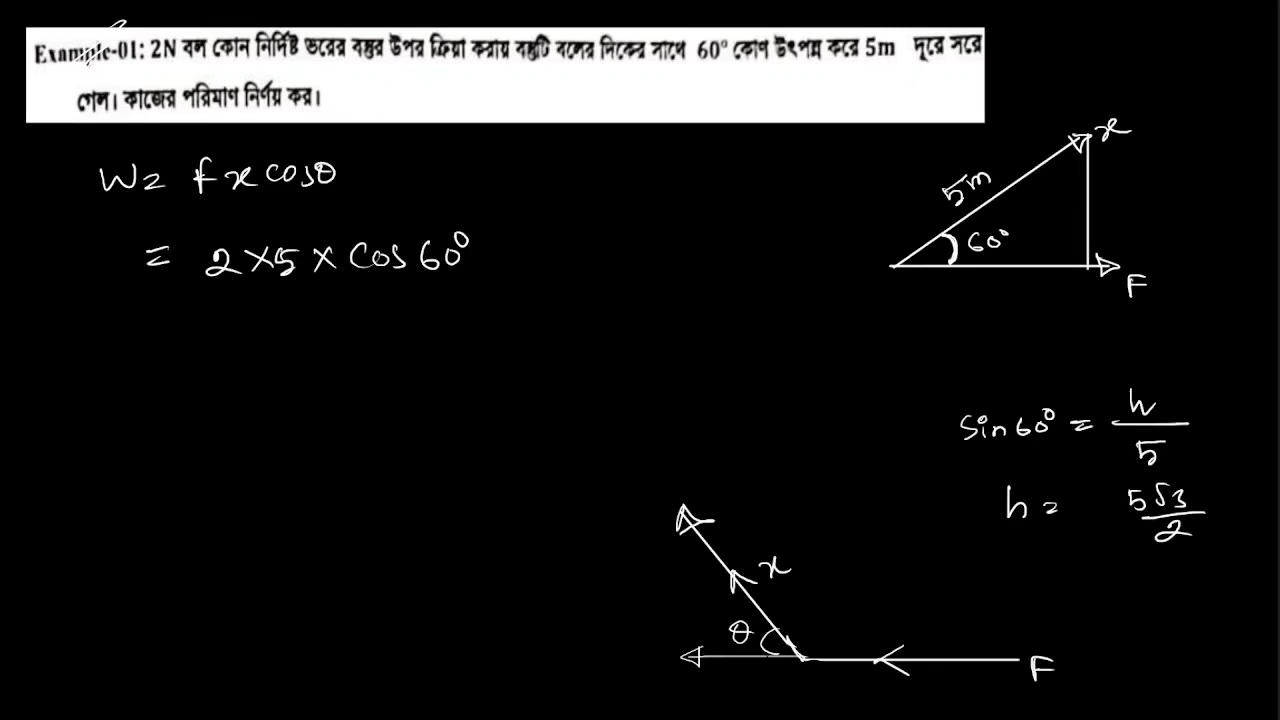 Example-01: 2N বল কোন নির্দিষ্ট ভরের বস্তুর উপর ক্রিয়া করায় বস্তুটি বলের দিকের সাথে 60° কোণ উৎপন্ন করে 5m দূরে সরে
গেল। কাজের পরিমাণ নির্ণয় কর।
W = Fx cosθ
= 2×5× cos 60°
x
5m
60°
F
sin 60° = h/5
h = 5√3/2
x
θ
F